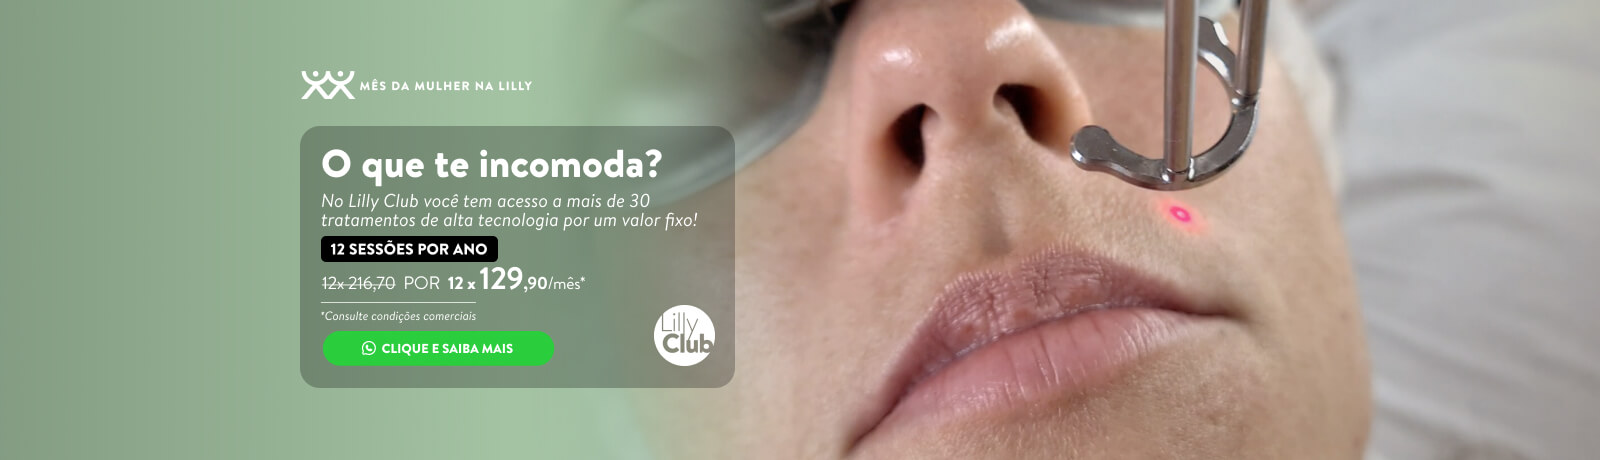 MÊS DA MULHER NA LILLY
O que te incomoda?
No Lilly Club você tem acesso a mais de 30
tratamentos de alta tecnologia por um valor fixo!
12 SESSÕES POR ANO
12x 216,70 POR 12 x 129,90/mês*
*Consulte condições comerciais
CLIQUE E SAIBA MAIS
Lilly
Club